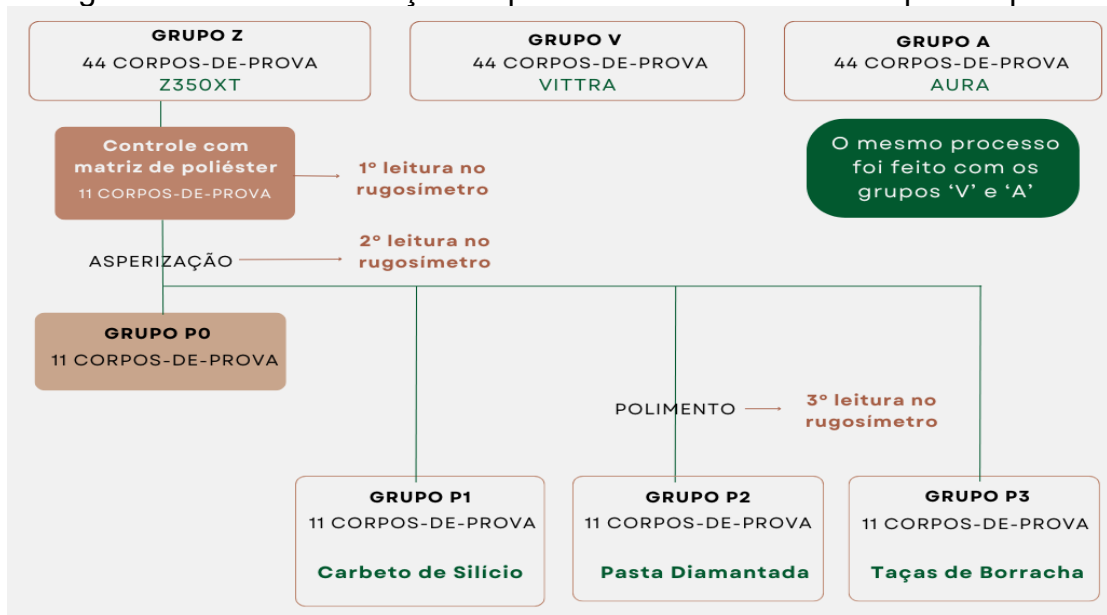 GRUPO Z
44 CORPOS-DE-PROVA
Z350XT
GRUPO V
44 CORPOS-DE-PROVA
VITTRA
GRUPO A
44 CORPOS-DE-PROVA
AURA
Controle com
matriz de poliéster
11 CORPOS-DE-PROVA
1º leitura no
rugosímetro
O mesmo processo
foi feito com os
grupos ‘V’ e ‘A’
ASPERIZAÇÃO
2º leitura no
rugosímetro
GRUPO P0
11 CORPOS-DE-PROVA
POLIMENTO
3º leitura no
rugosímetro
GRUPO P1
11 CORPOS-DE-PROVA
Carbeto de Silício
GRUPO P2
11 CORPOS-DE-PROVA
Pasta Diamantada
GRUPO P3
11 CORPOS-DE-PROVA
Taças de Borracha